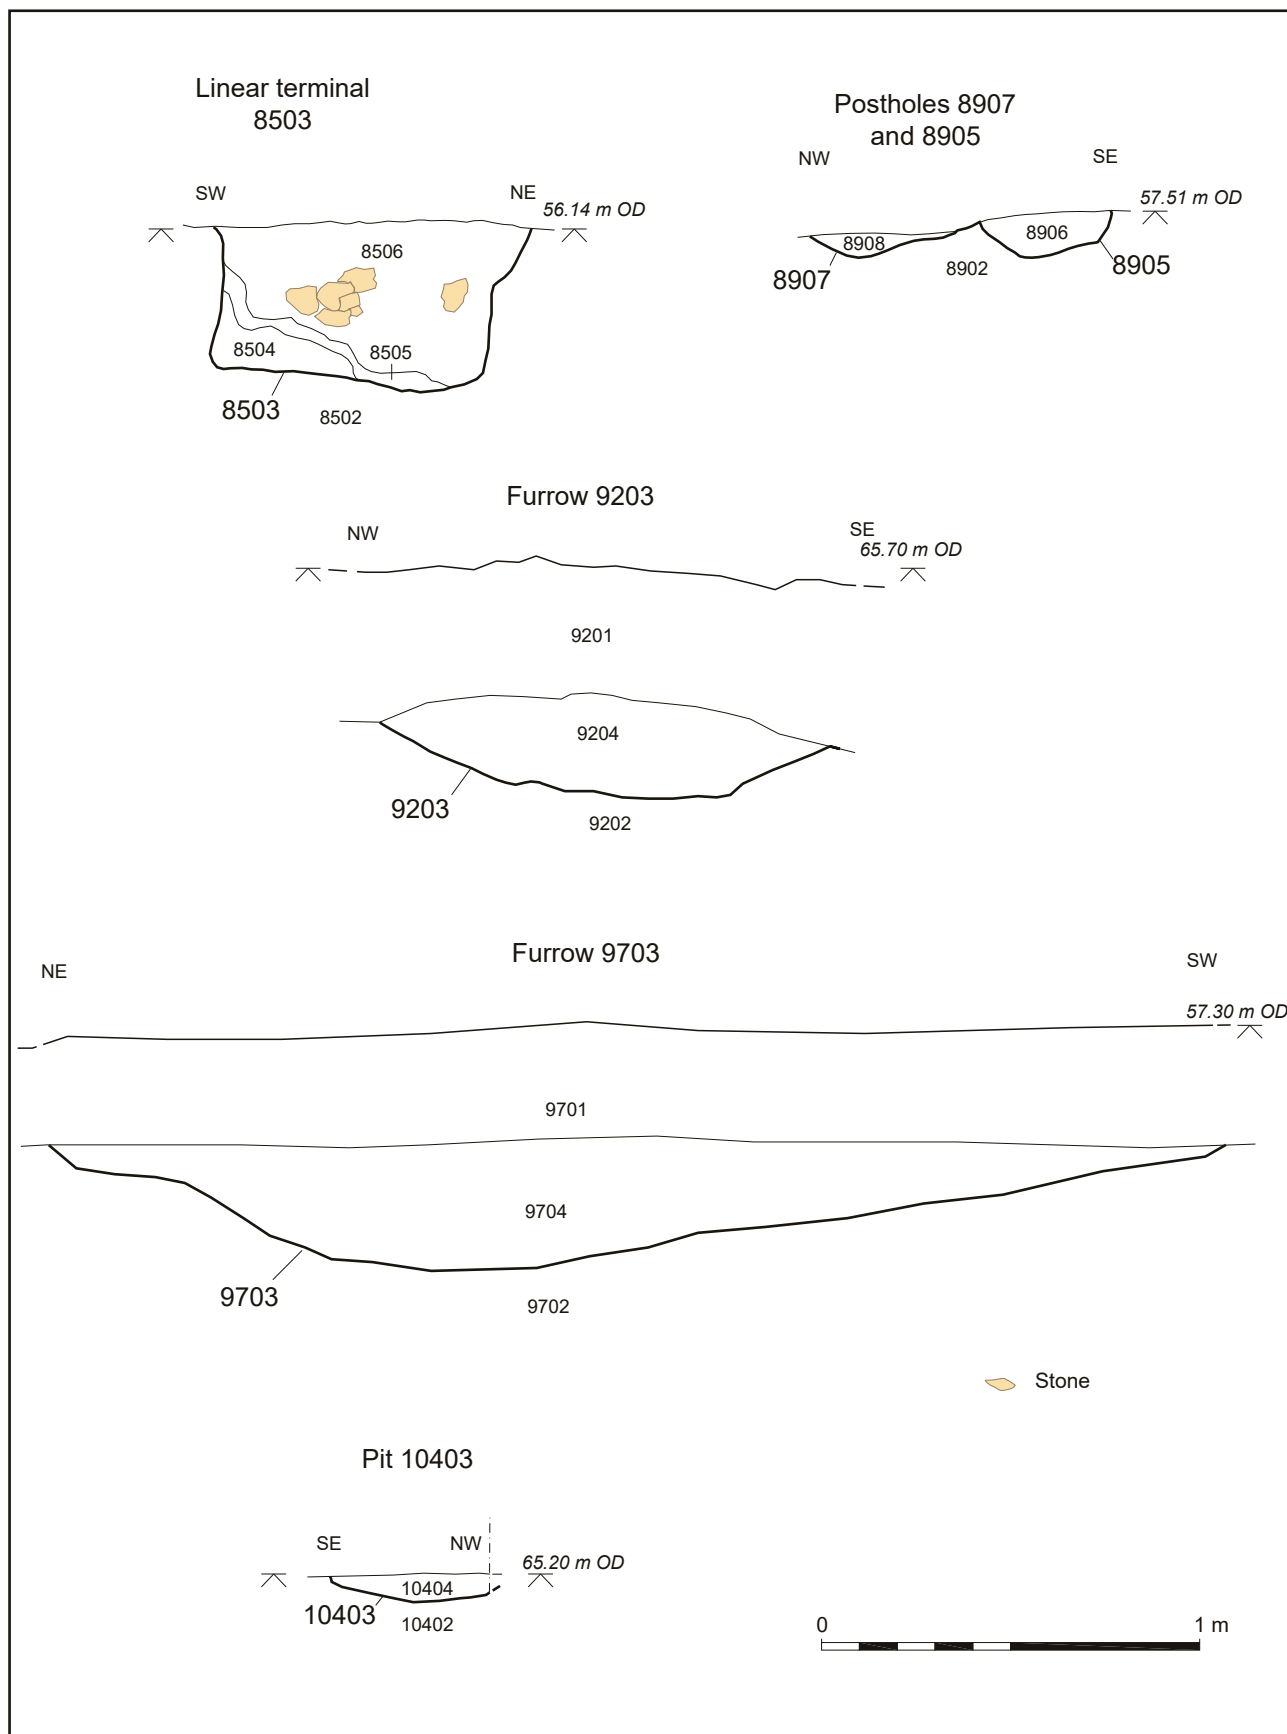 Linear terminal
8503
SW
NE
56.14 m OD
8506
8504
8505
8503
8502
Postholes 8907
and 8905
NW
SE
57.51 m OD
8908
8906
8907
8902
8905
Furrow 9203
NW
SE
65.70 m OD
9201
9204
9203
9202
Furrow 9703
NE
SW
57.30 m OD
9701
9704
9703
9702
Stone
Pit 10403
SE
NW
65.20 m OD
10404
10403
10402
0
1 m